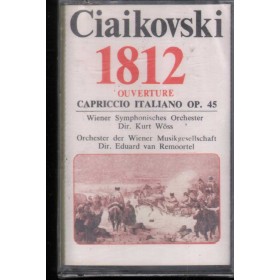 Ciaikovski
1812
OUVERTURE
CAPRICCIO ITALIANO OP. 45
Wiener Symphonisches Orchester
Dir. Kurt Wöss
Orchester der Wiener Musikgesellschaft
Dir. Eduard van Remoortel